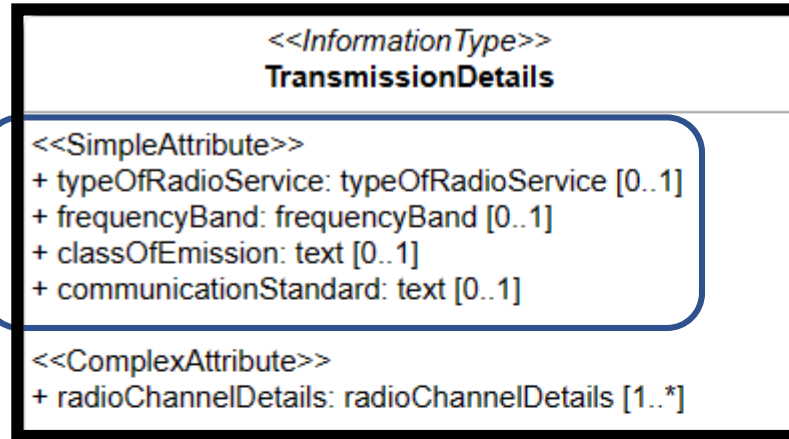 <<InformationType>>
TransmissionDetails
<<SimpleAttribute>>
+ typeOfRadioService: typeOfRadioService [0..1]
+ frequencyBand: frequencyBand [0..1]
+ classOfEmission: text [0..1]
+ communicationStandard: text [0..1]
<<ComplexAttribute>>
+ radioChannelDetails: radioChannelDetails [1..*]